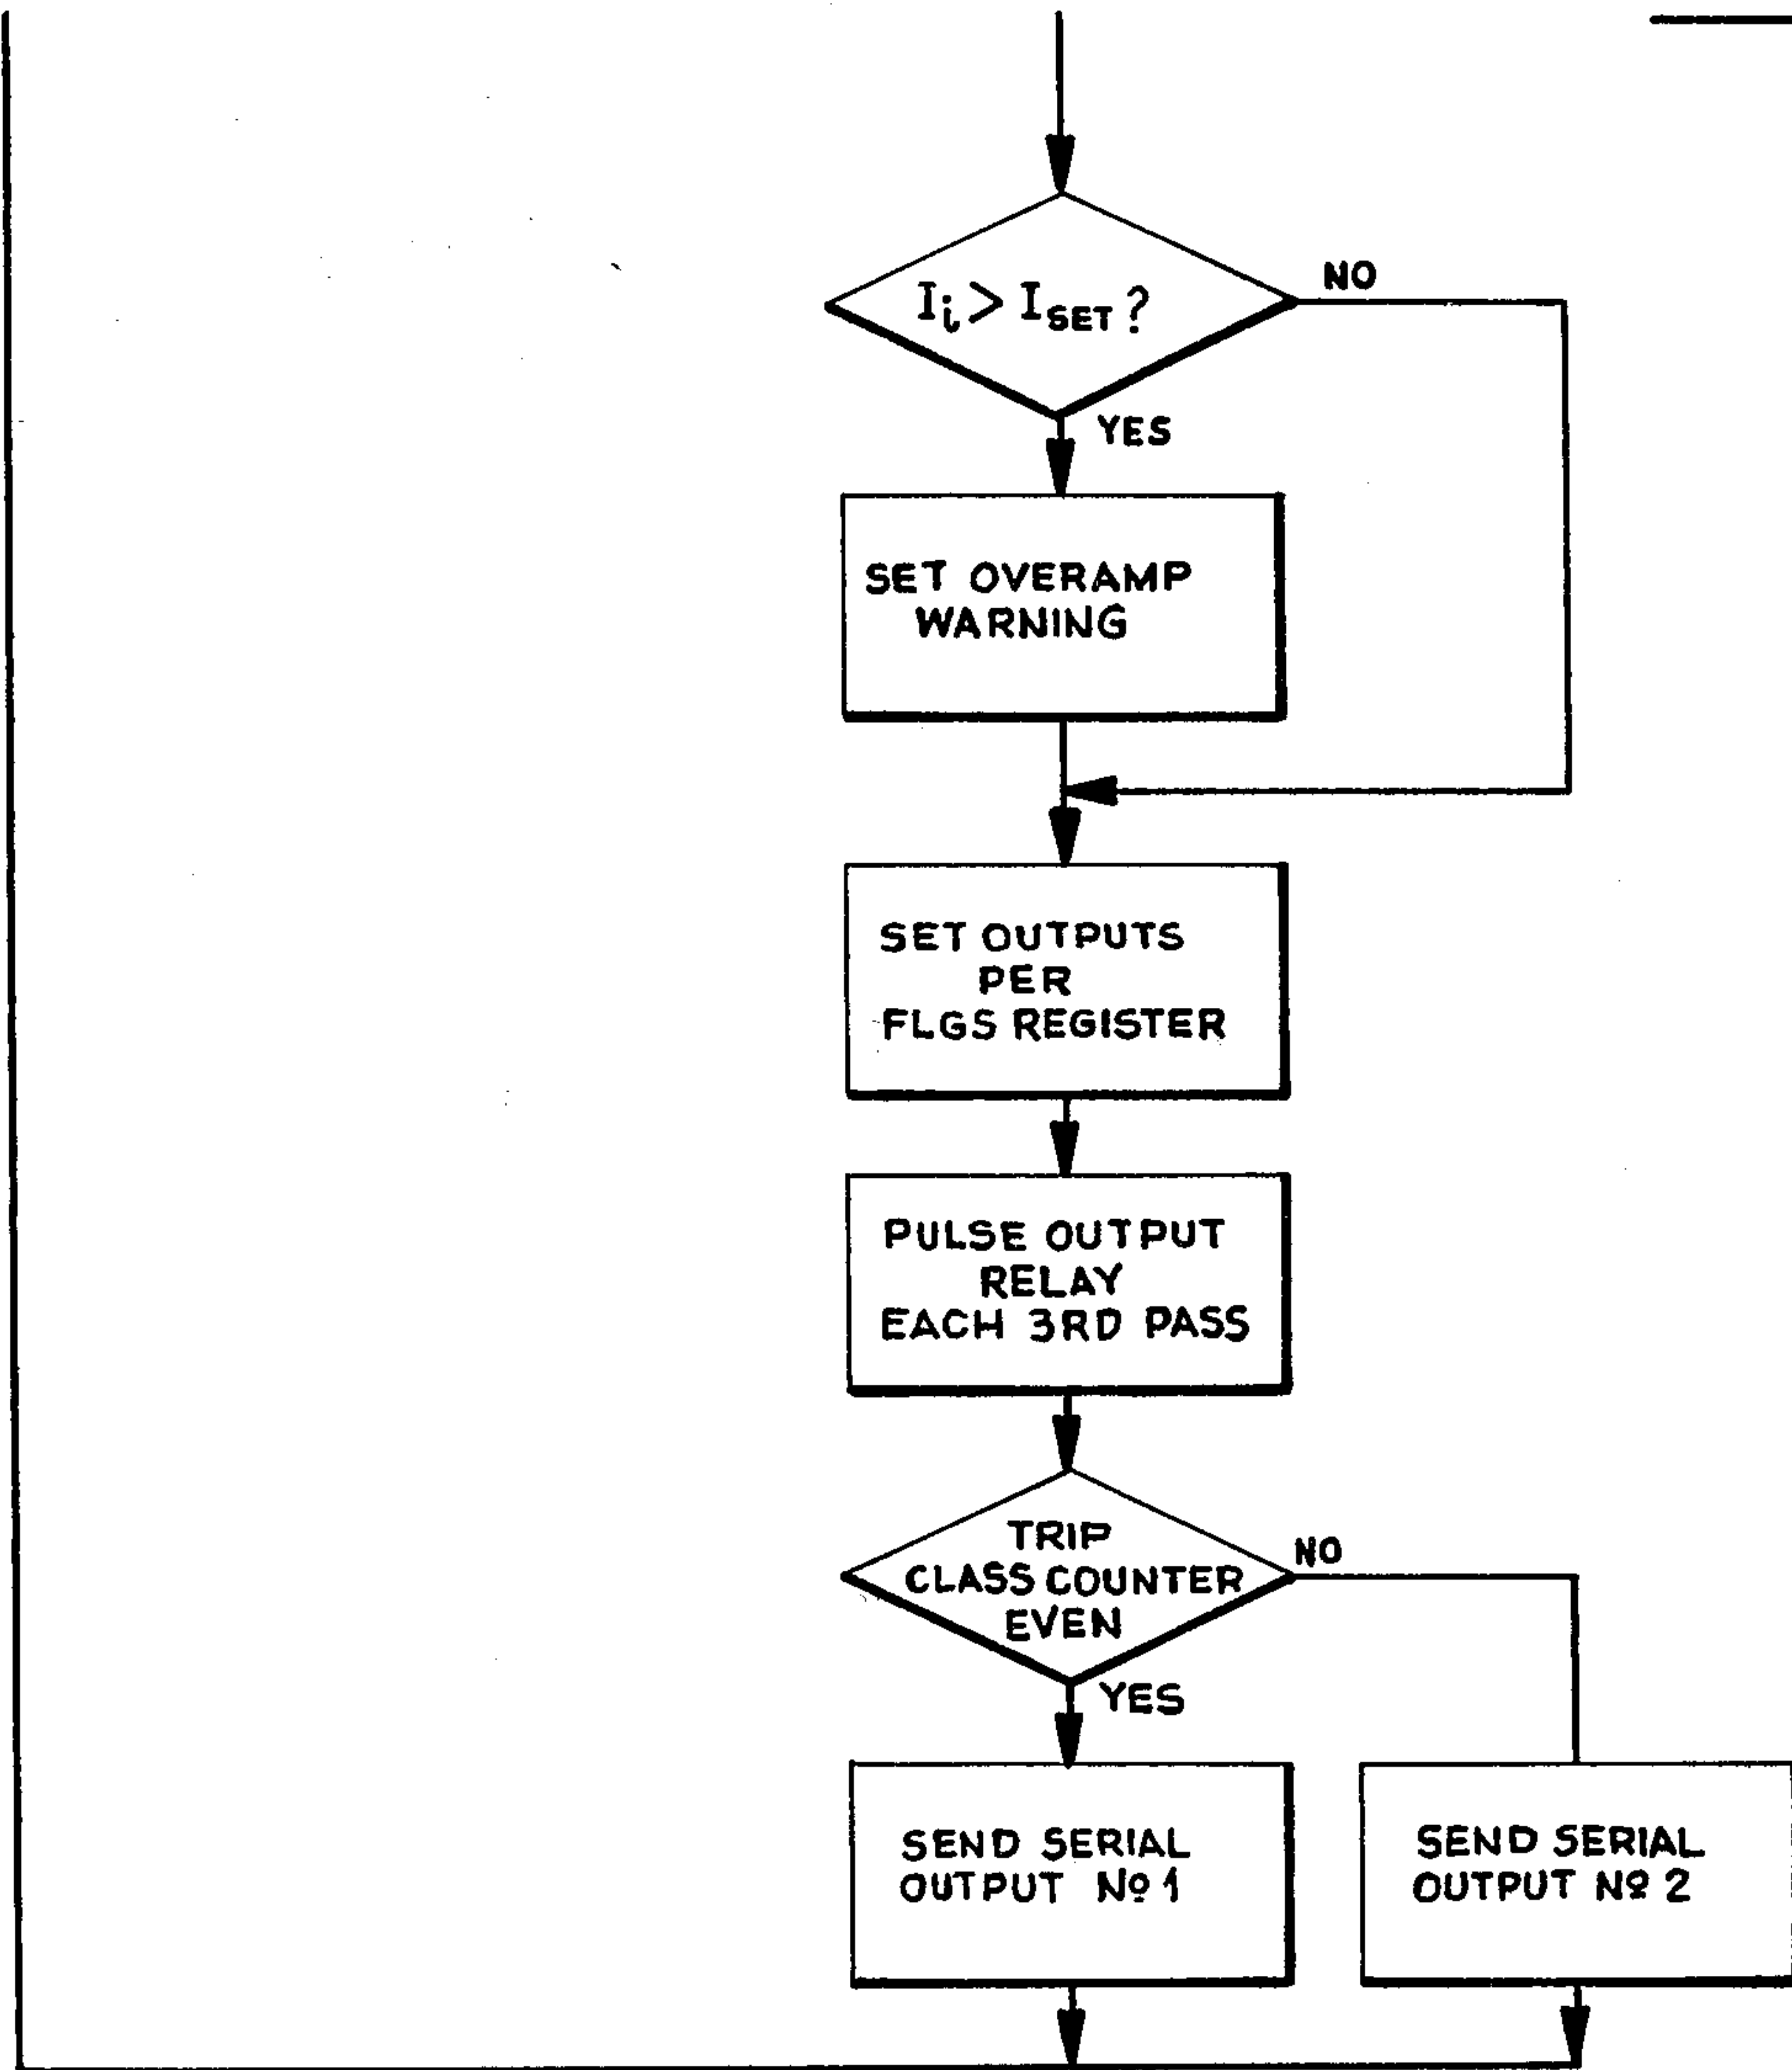 NO
Iᵢ > I SET ?
YES
SET OVERAMP
WARNING
SET OUTPUTS
PER
FLGS REGISTER
PULSE OUTPUT
RELAY
EACH 3RD PASS
TRIP
CLASS COUNTER
EVEN
NO
YES
SEND SERIAL
OUTPUT Nº 1
SEND SERIAL
OUTPUT Nº 2